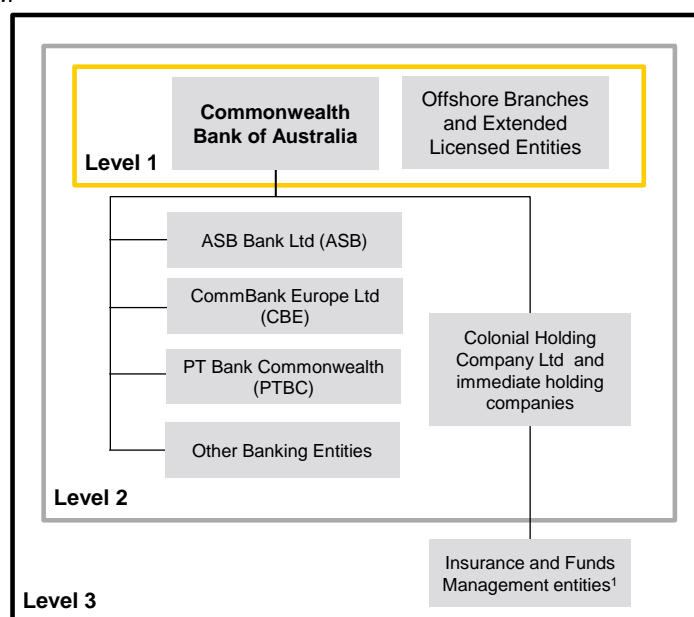 Commonwealth
Bank of Australia
Offshore Branches
and Extended
Licensed Entities
Level 1
ASB Bank Ltd (ASB)
CommBank Europe Ltd
(CBE)
PT Bank Commonwealth
(PTBC)
Other Banking Entities
Colonial Holding
Company Ltd and
immediate holding
companies
Level 2
Insurance and Funds
Management entities¹
Level 3